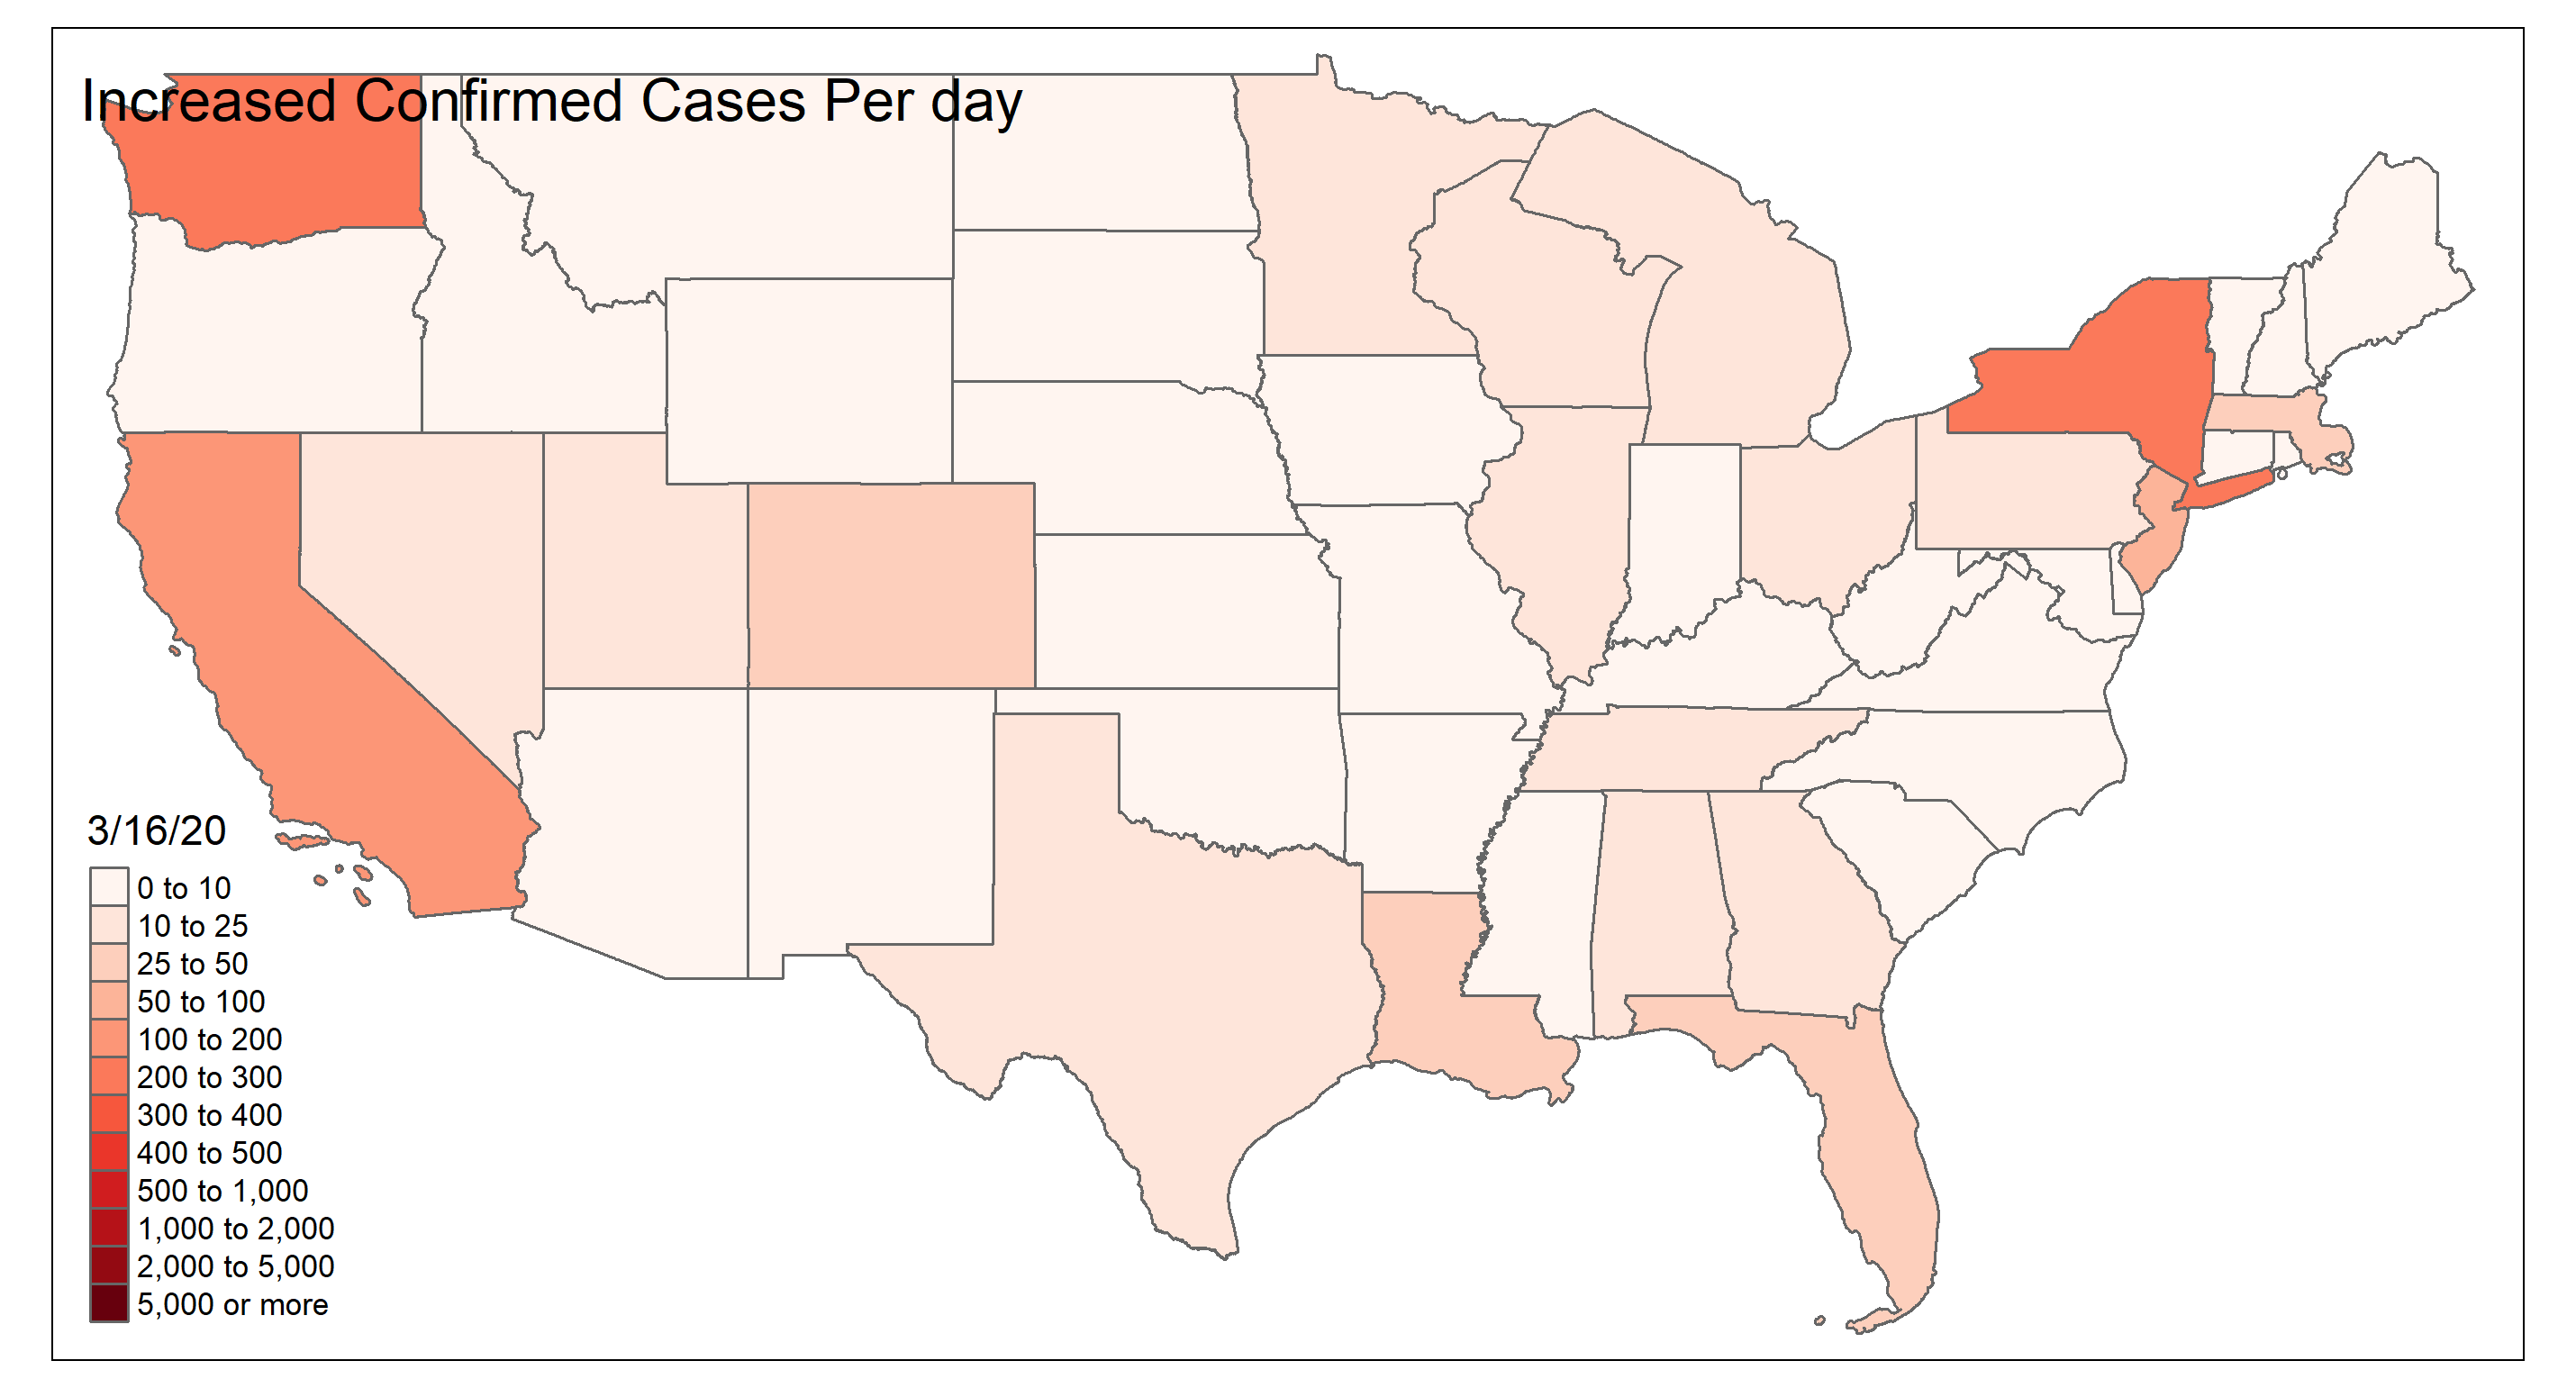 Increased Confirmed Cases Per day
3/16/20
0 to 10
10 to 25
25 to 50
50 to 100
100 to 200
200 to 300
300 to 400
400 to 500
500 to 1,000
1,000 to 2,000
2,000 to 5,000
5,000 or more